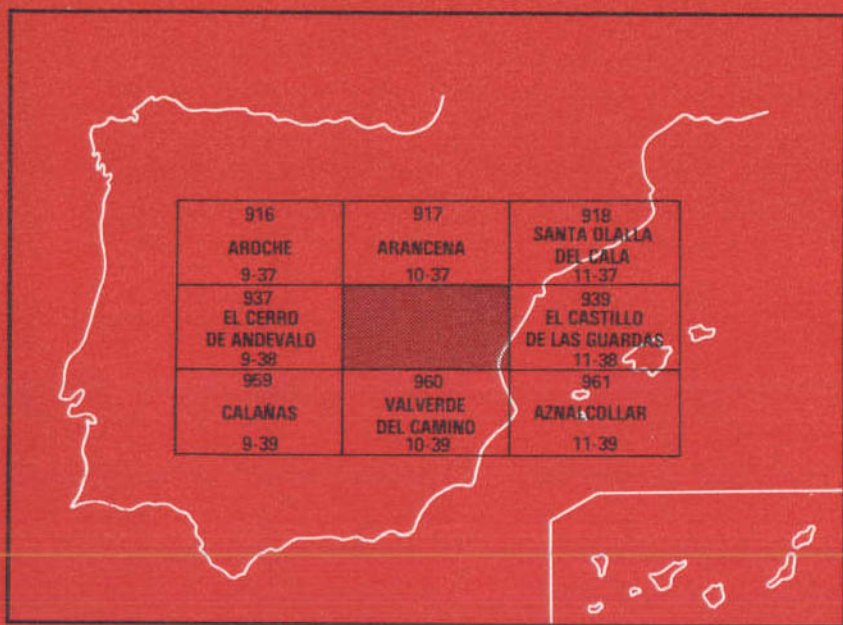 916
AROCHE
9-37
917
ARANCENA
10-37
918
SANTA OLALLA
DEL CALA
11-37
937
EL CERRO
DE ANDEVALO
9-38
939
EL CASTILLO
DE LAS GUARDAS
11-38
959
CALAÑAS
9-39
960
VALVERDE
DEL CAMINO
10-39
961
AZNALCOLLAR
11-39